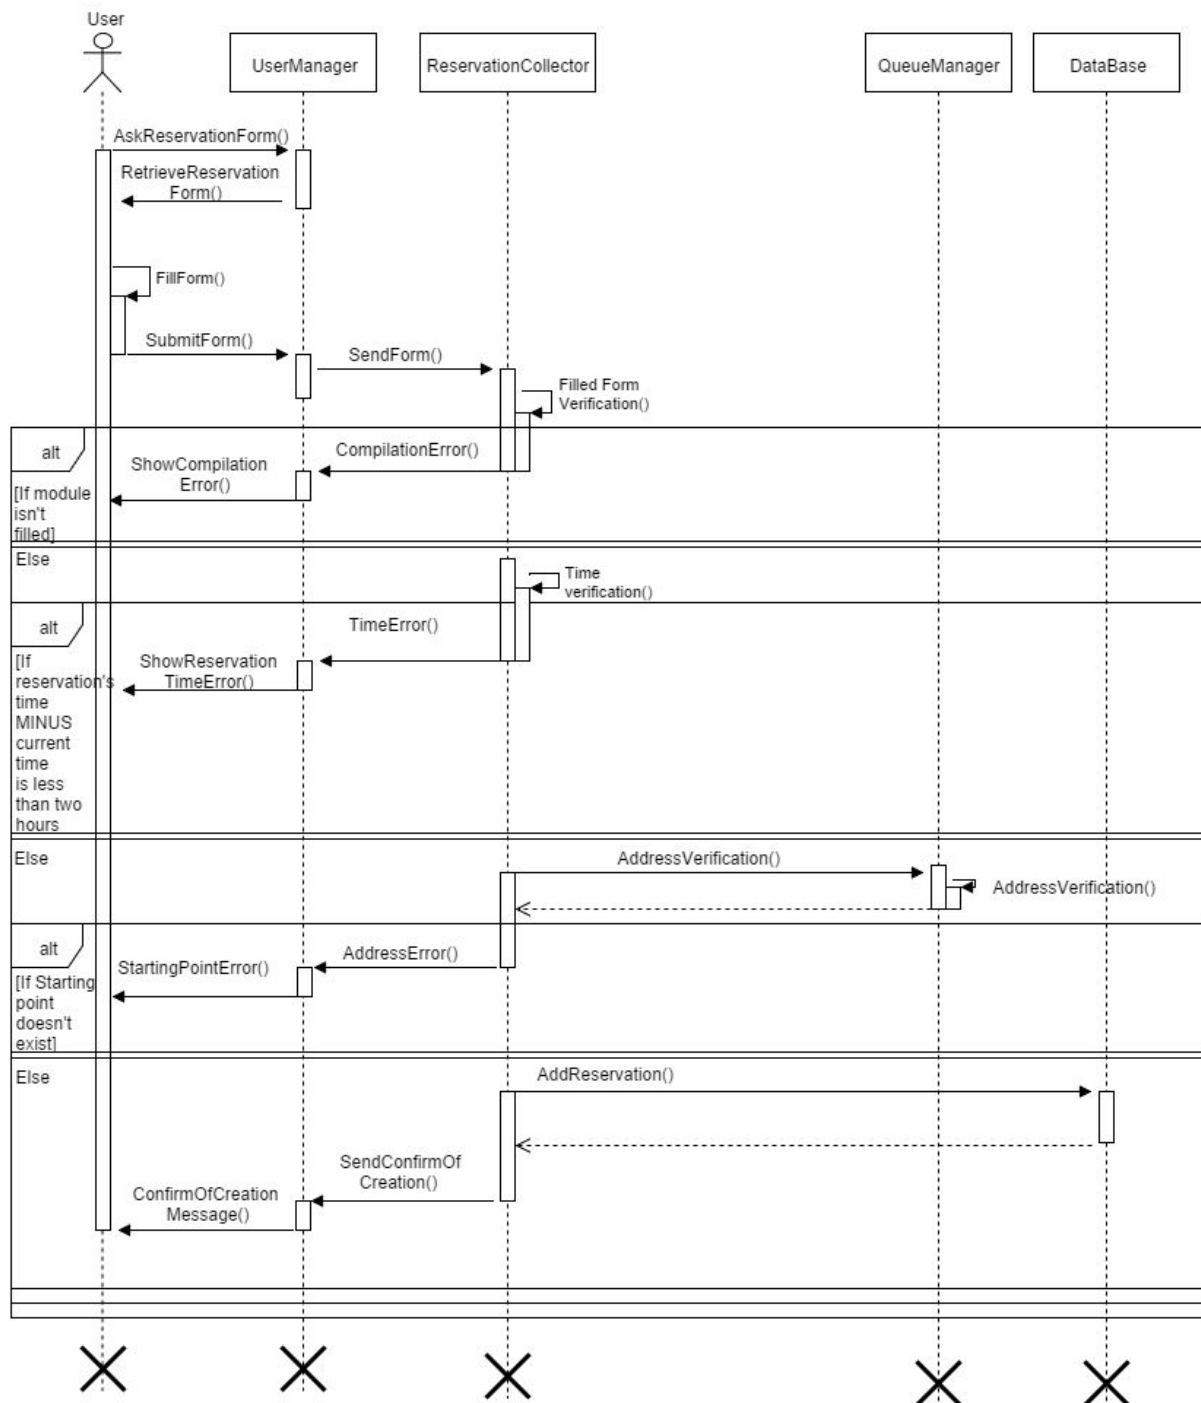 User
UserManager
ReservationCollector
QueueManager
DataBase
AskReservationForm()
RetrieveReservation
Form()
FillForm()
SubmitForm()
SendForm()
Filled Form
Verification()
alt
CompilationError()
ShowCompilation
Error()
[If module
isn't
filled]
Else
Time
verification()
alt
TimeError()
ShowReservation
TimeError()
[If
reservation's
time
MINUS
current
time
is less
than two
hours
Else
AddressVerification()
AddressVerification()
alt
AddressError()
StartingPointError()
[If Starting
point
doesn't
exist]
Else
AddReservation()
SendConfirmOf
Creation()
ConfirmOfCreation
Message()